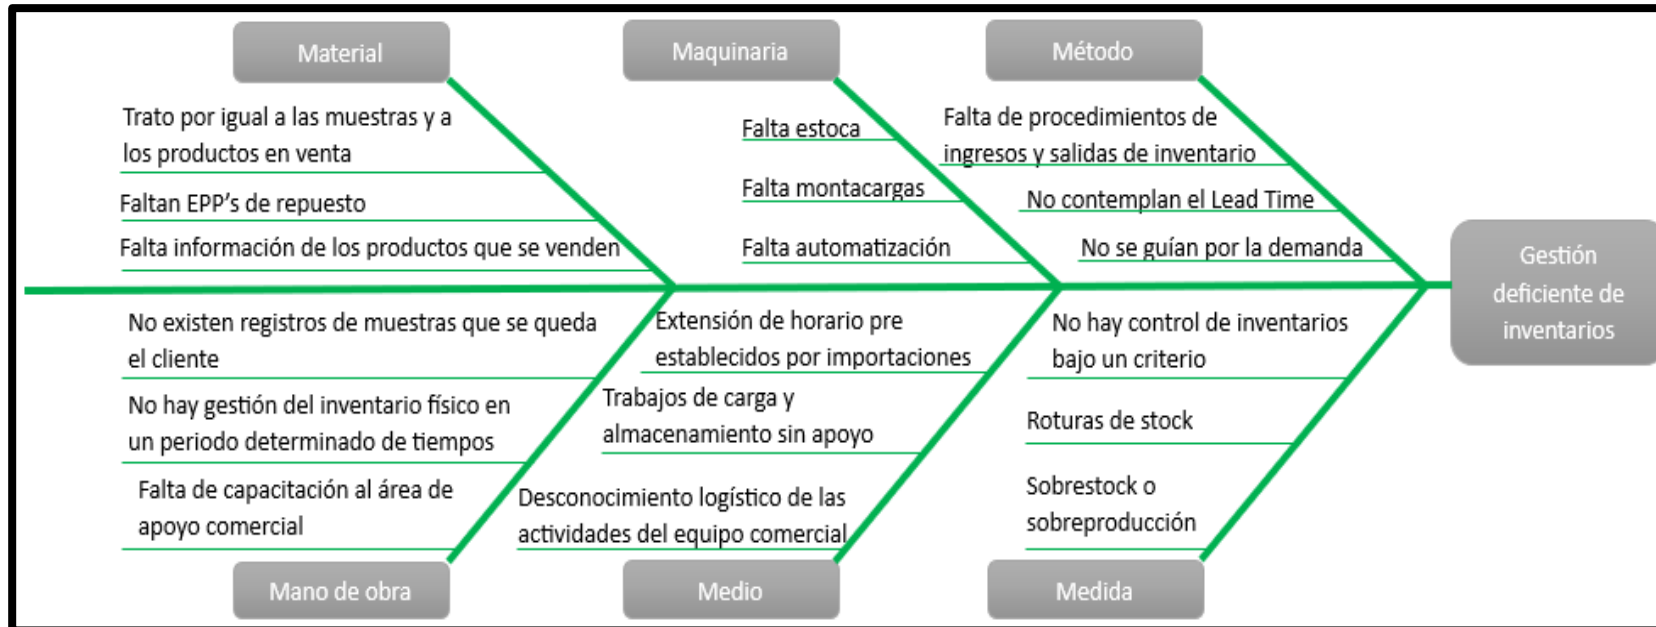 Material
Maquinaria
Método
Trato por igual a las muestras y a
los productos en venta
Faltan EPP's de repuesto
Falta información de los productos que se venden
Falta estoca
Falta montacargas
Falta automatización
Falta de procedimientos de
ingresos y salidas de inventario
No contemplan el Lead Time
No se guían por la demanda
Gestión
deficiente de
inventarios
No existen registros de muestras que se queda
el cliente
No hay gestión del inventario físico en
un periodo determinado de tiempos
Falta de capacitación al área de
apoyo comercial
Extensión de horario pre
establecidos por importaciones
Trabajos de carga y
almacenamiento sin apoyo
Desconocimiento logístico de las
actividades del equipo comercial
No hay control de inventarios
bajo un criterio
Roturas de stock
Sobrestock o
sobreproducción
Mano de obra
Medio
Medida